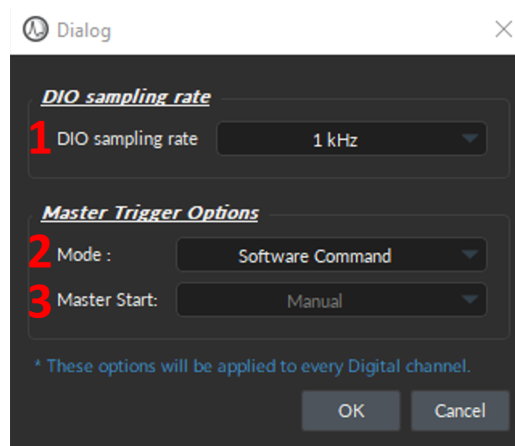 Dialog
DIO sampling rate
1 DIO sampling rate 1 kHz
Master Trigger Options
2 Mode : Software Command
3 Master Start: Manual
* These options will be applied to every Digital channel.
OK Cancel